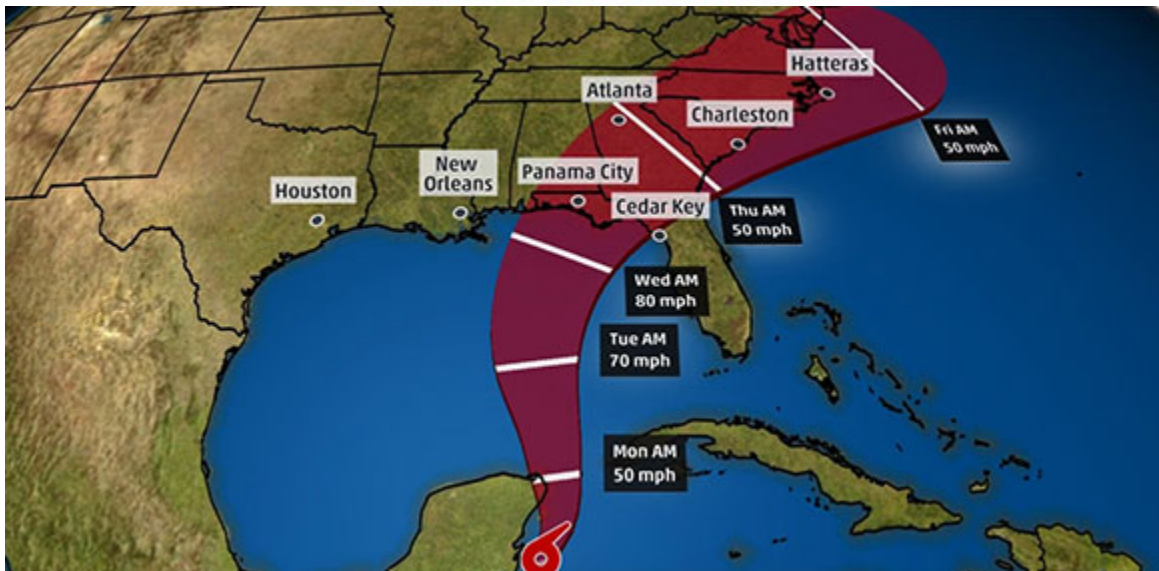 Hatteras
Atlanta
Charleston
Fri AM
50 mph
New
Orleans
Panama City
Houston
Cedar Key
Thu AM
50 mph
Wed AM
80 mph
Tue AM
70 mph
Mon AM
50 mph